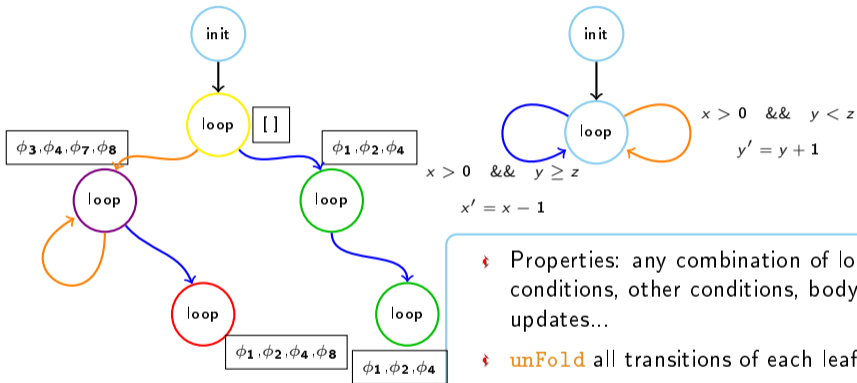 init
loop
[ ]
ϕ3,ϕ4,ϕ7,ϕ8
ϕ1,ϕ2,ϕ4
loop
loop
loop
loop
ϕ1,ϕ2,ϕ4,ϕ8
ϕ1,ϕ2,ϕ4
init
loop
x > 0 && y < z
y′ = y + 1
x > 0 && y ≥ z
x′ = x − 1
Properties: any combination of lo
conditions, other conditions, body
updates...
unFold all transitions of each leaf